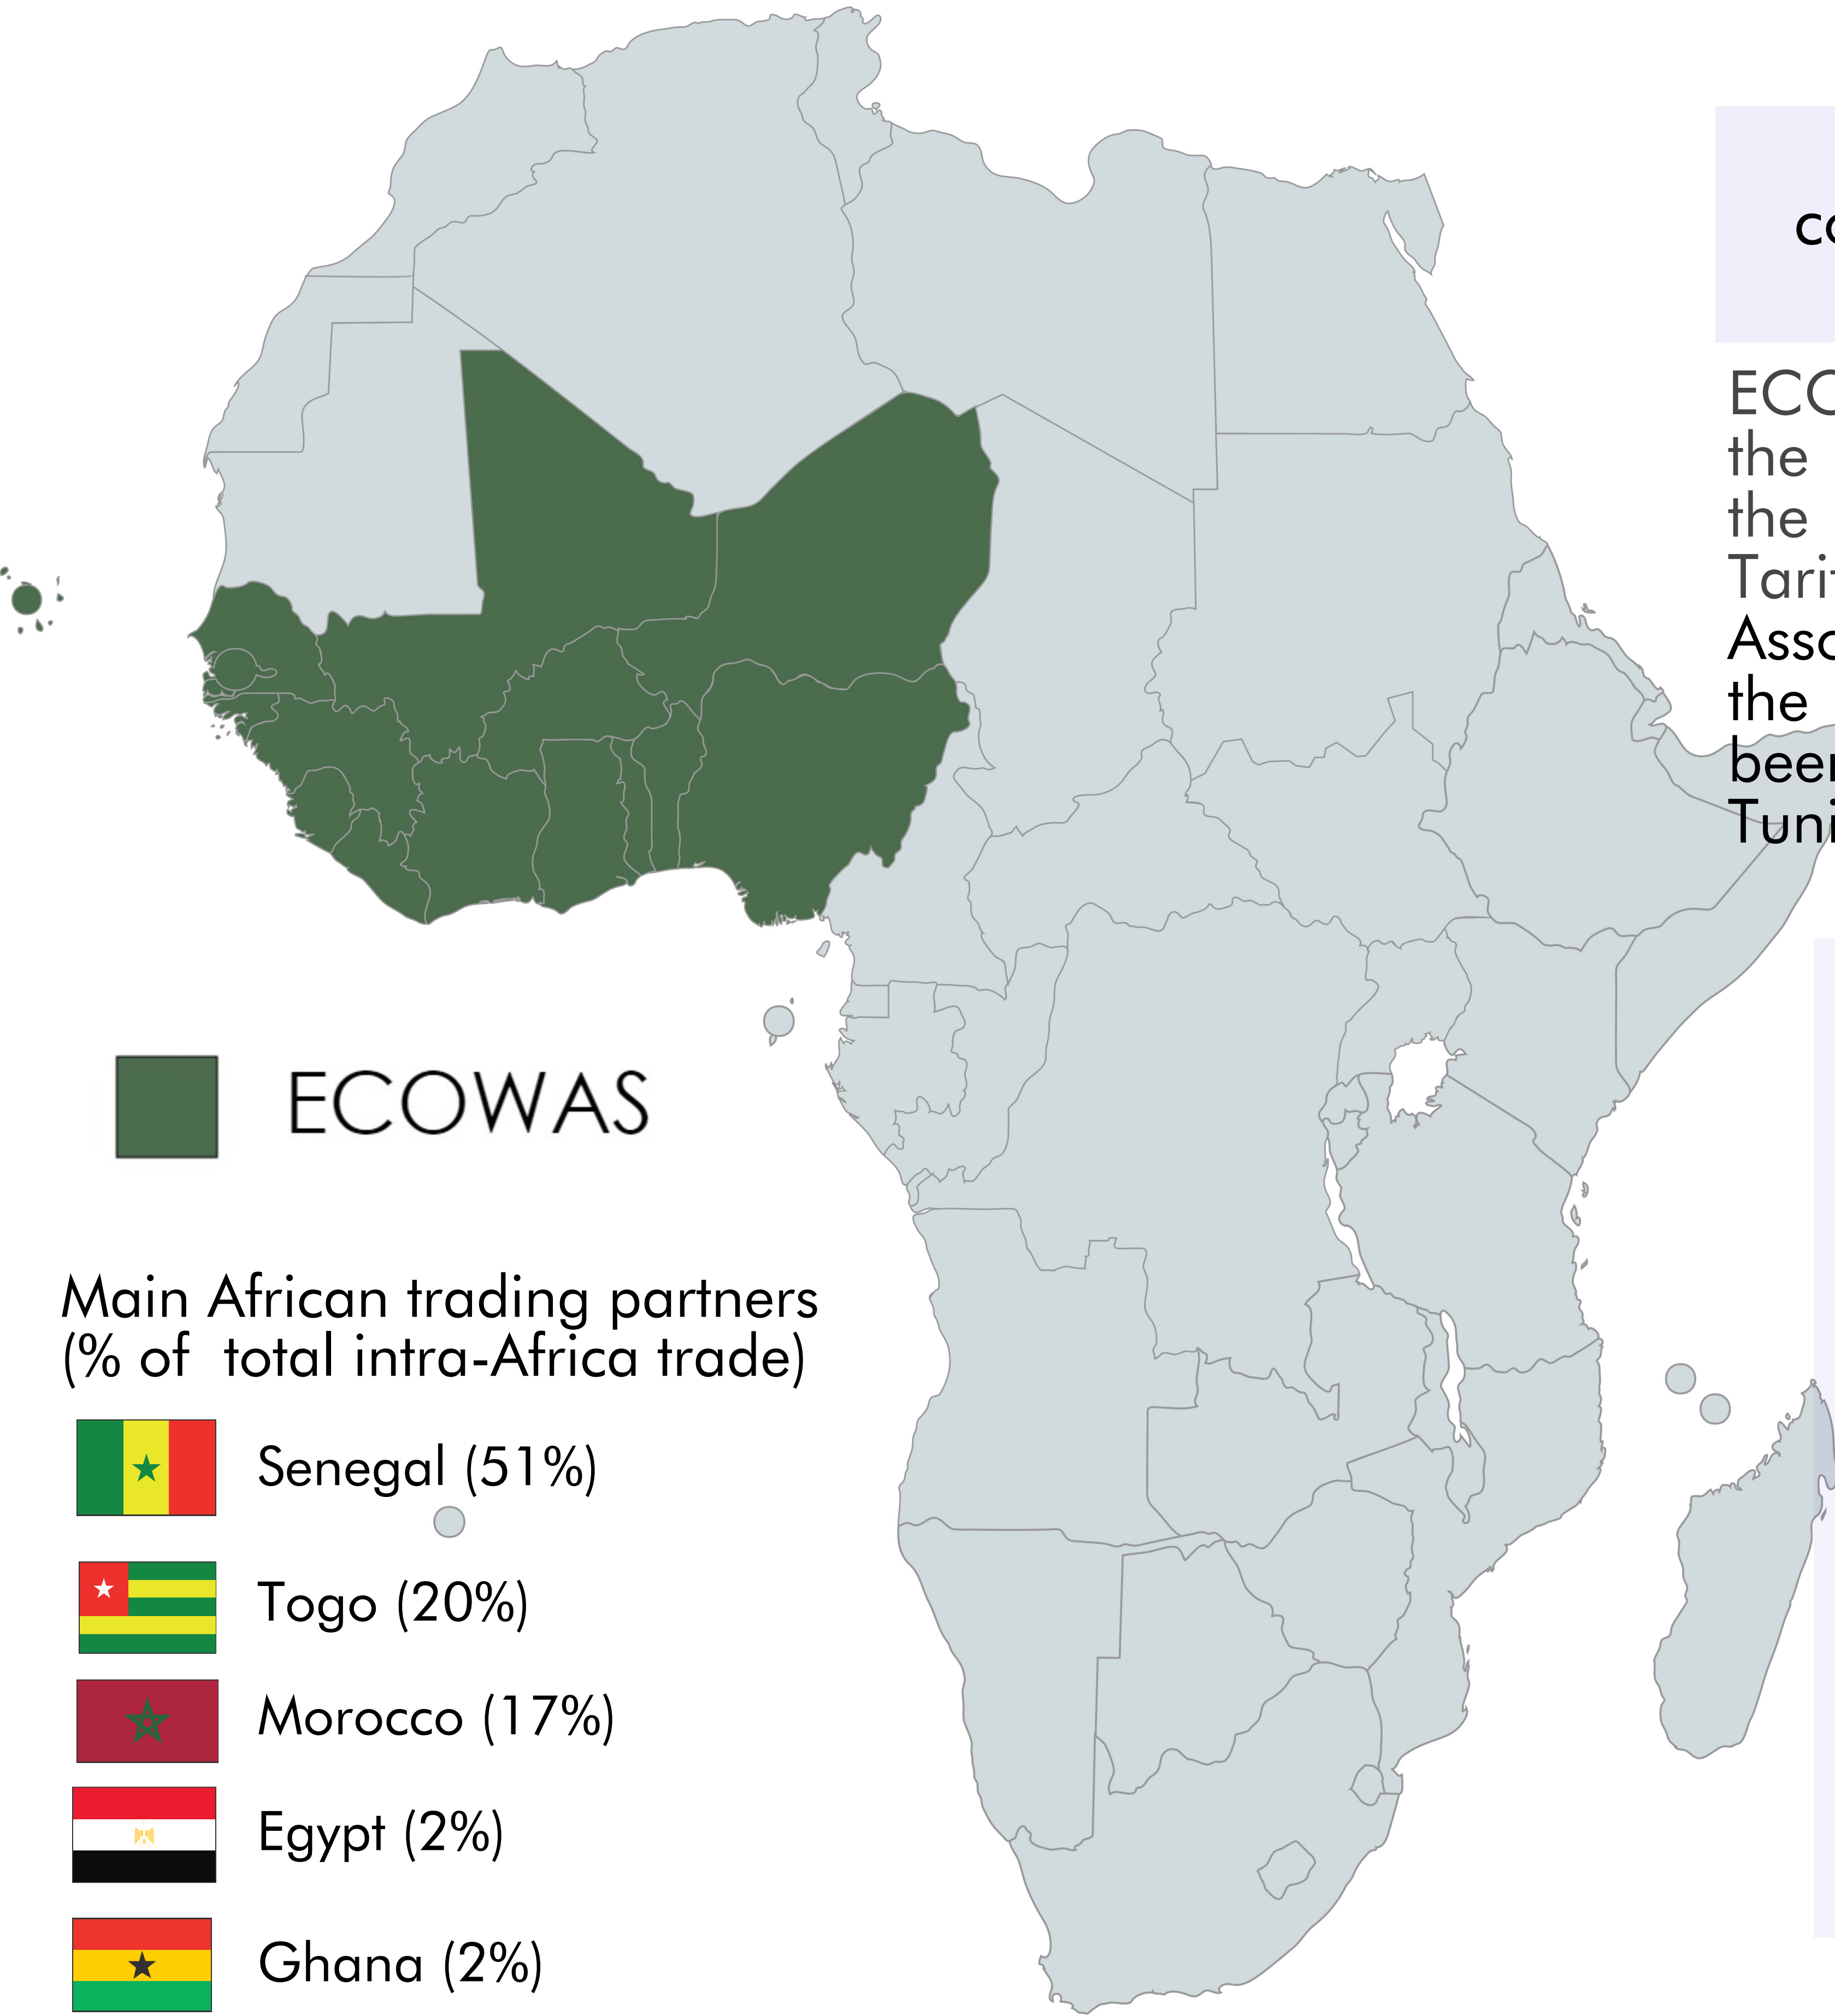 ECOWAS
Main African trading partners
(% of total intra-Africa trade)
Senegal (51%)
Togo (20%)
Morocco (17%)
Egypt (2%)
Ghana (2%)
the
the
the